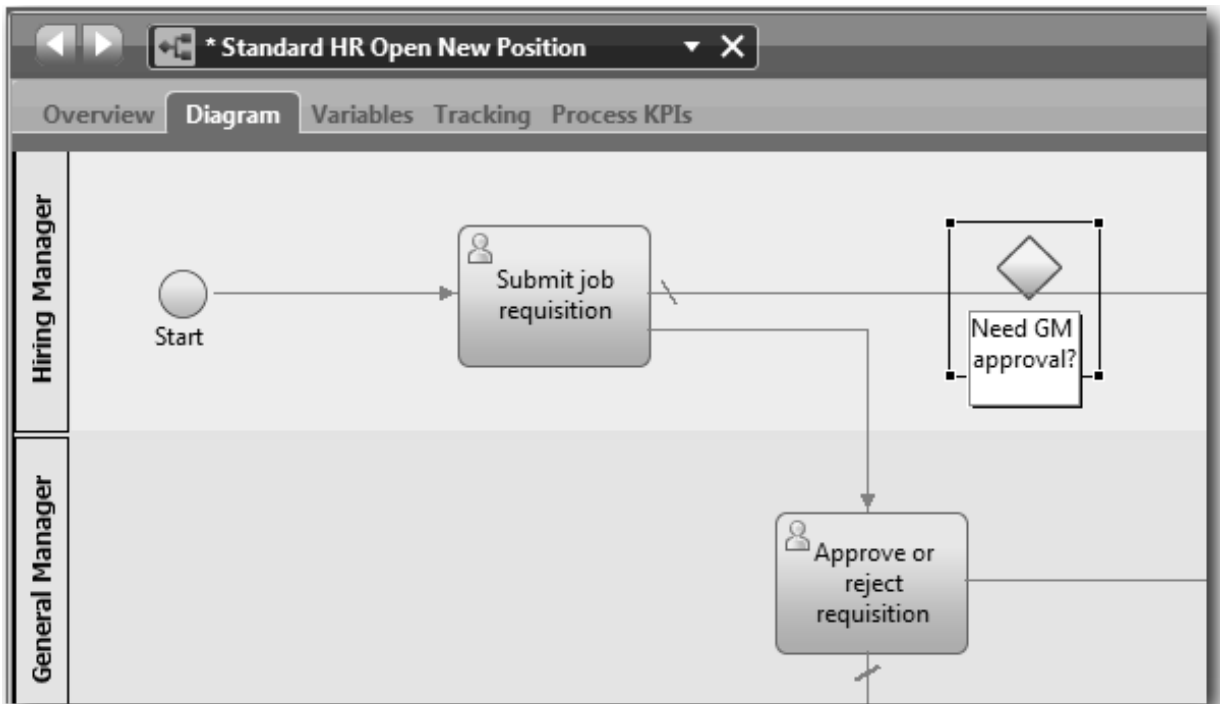 * Standard HR Open New Position
Overview
Diagram
Variables
Tracking
Process KPIs
Hiring Manager
Start
Submit job
requisition
Need GM
approval?
General Manager
Approve or
reject
requisition